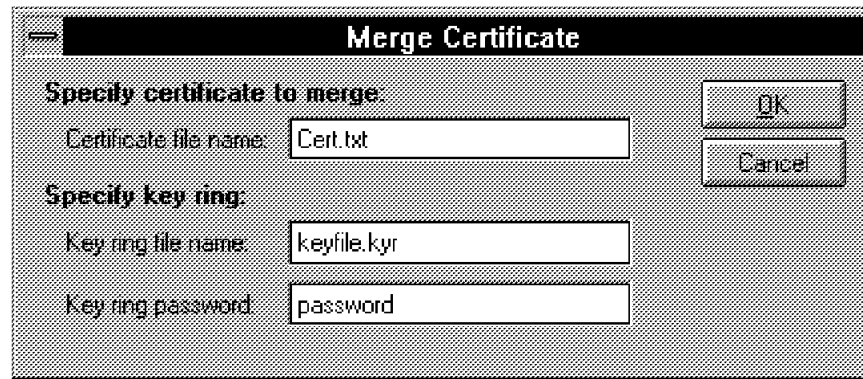 Merge Certificate
Specify certificate to merge:
OK
Certificate file name: Cert.txt
Cancel
Specify key ring:
Key ring file name: keyfile.kyr
Key ring password: password